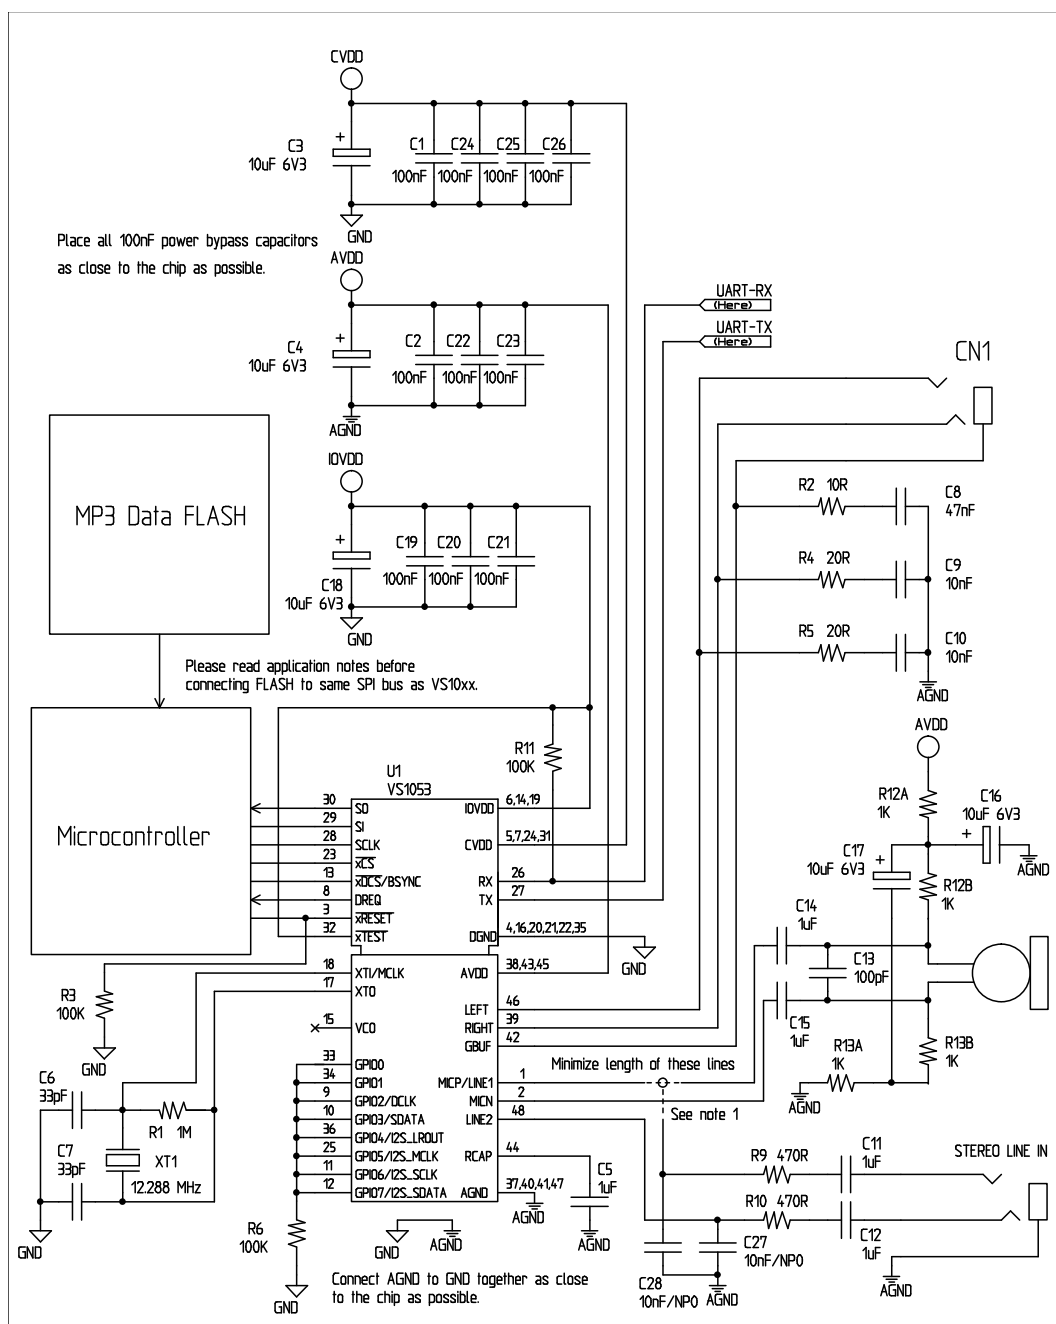 CVDD
C3
10uF 6V3
+
C1
100nF
C24
100nF
C25
100nF
C26
100nF
GND
Place all 100nF power bypass capacitors
as close to the chip as possible.
AVDD
C4
10uF 6V3
+
C2
100nF
C22
100nF
C23
100nF
AGND
UART-RX
(Here)
UART-TX
(Here)
CN1
IOVDD
MP3 Data FLASH
+
C18
10uF 6V3
C19
100nF
C20
100nF
C21
100nF
GND
R2 10R
C8
47nF
R4 20R
C9
10nF
R5 20R
C10
10nF
AGND
Please read application notes before
connecting FLASH to same SPI bus as VS10xx.
Microcontroller
R11
100K
U1
VS1053
30 SO
29 SI
28 SCLK
23 xCS
13 xDCS/BSYNC
8 DREQ
3 xRESET
32 xTEST
IOVDD 6,14,19
CVDD 5,7,24,31
RX 26
TX 27
DGND 4,16,20,21,22,35
GND
18 XTI/MCLK
17 XTO
15 VCO
33 GPIO0
34 GPIO1
9 GPIO2/DCLK
10 GPIO3/SDATA
36 GPIO4/I2S_LROUT
25 GPIO5/I2S_MCLK
11 GPIO6/I2S_SCLK
12 GPIO7/I2S_SDATA
AVDD 38,43,45
LEFT 46
RIGHT 39
GBUF 42
MICP/LINE1 1
MICN 2
LINE2 48
RCAP 44
AGND 37,40,41,47
AGND
AVDD
R12A
1K
C16
10uF 6V3
+
AGND
C17
10uF 6V3
+
R12B
1K
C14
1uF
C13
100pF
C15
1uF
R13A
1K
R13B
1K
AGND
R3
100K
GND
C6
33pF
R1 1M
C7
33pF
XT1
12.288 MHz
GND
R6
100K
GND
Minimize length of these lines
See note 1
C5
1uF
AGND
GND
AGND
Connect AGND to GND together as close
to the chip as possible.
R9 470R
C11
1uF
STEREO LINE IN
R10 470R
C12
1uF
C27
10nF/NPO
C28
10nF/NPO
AGND
AGND